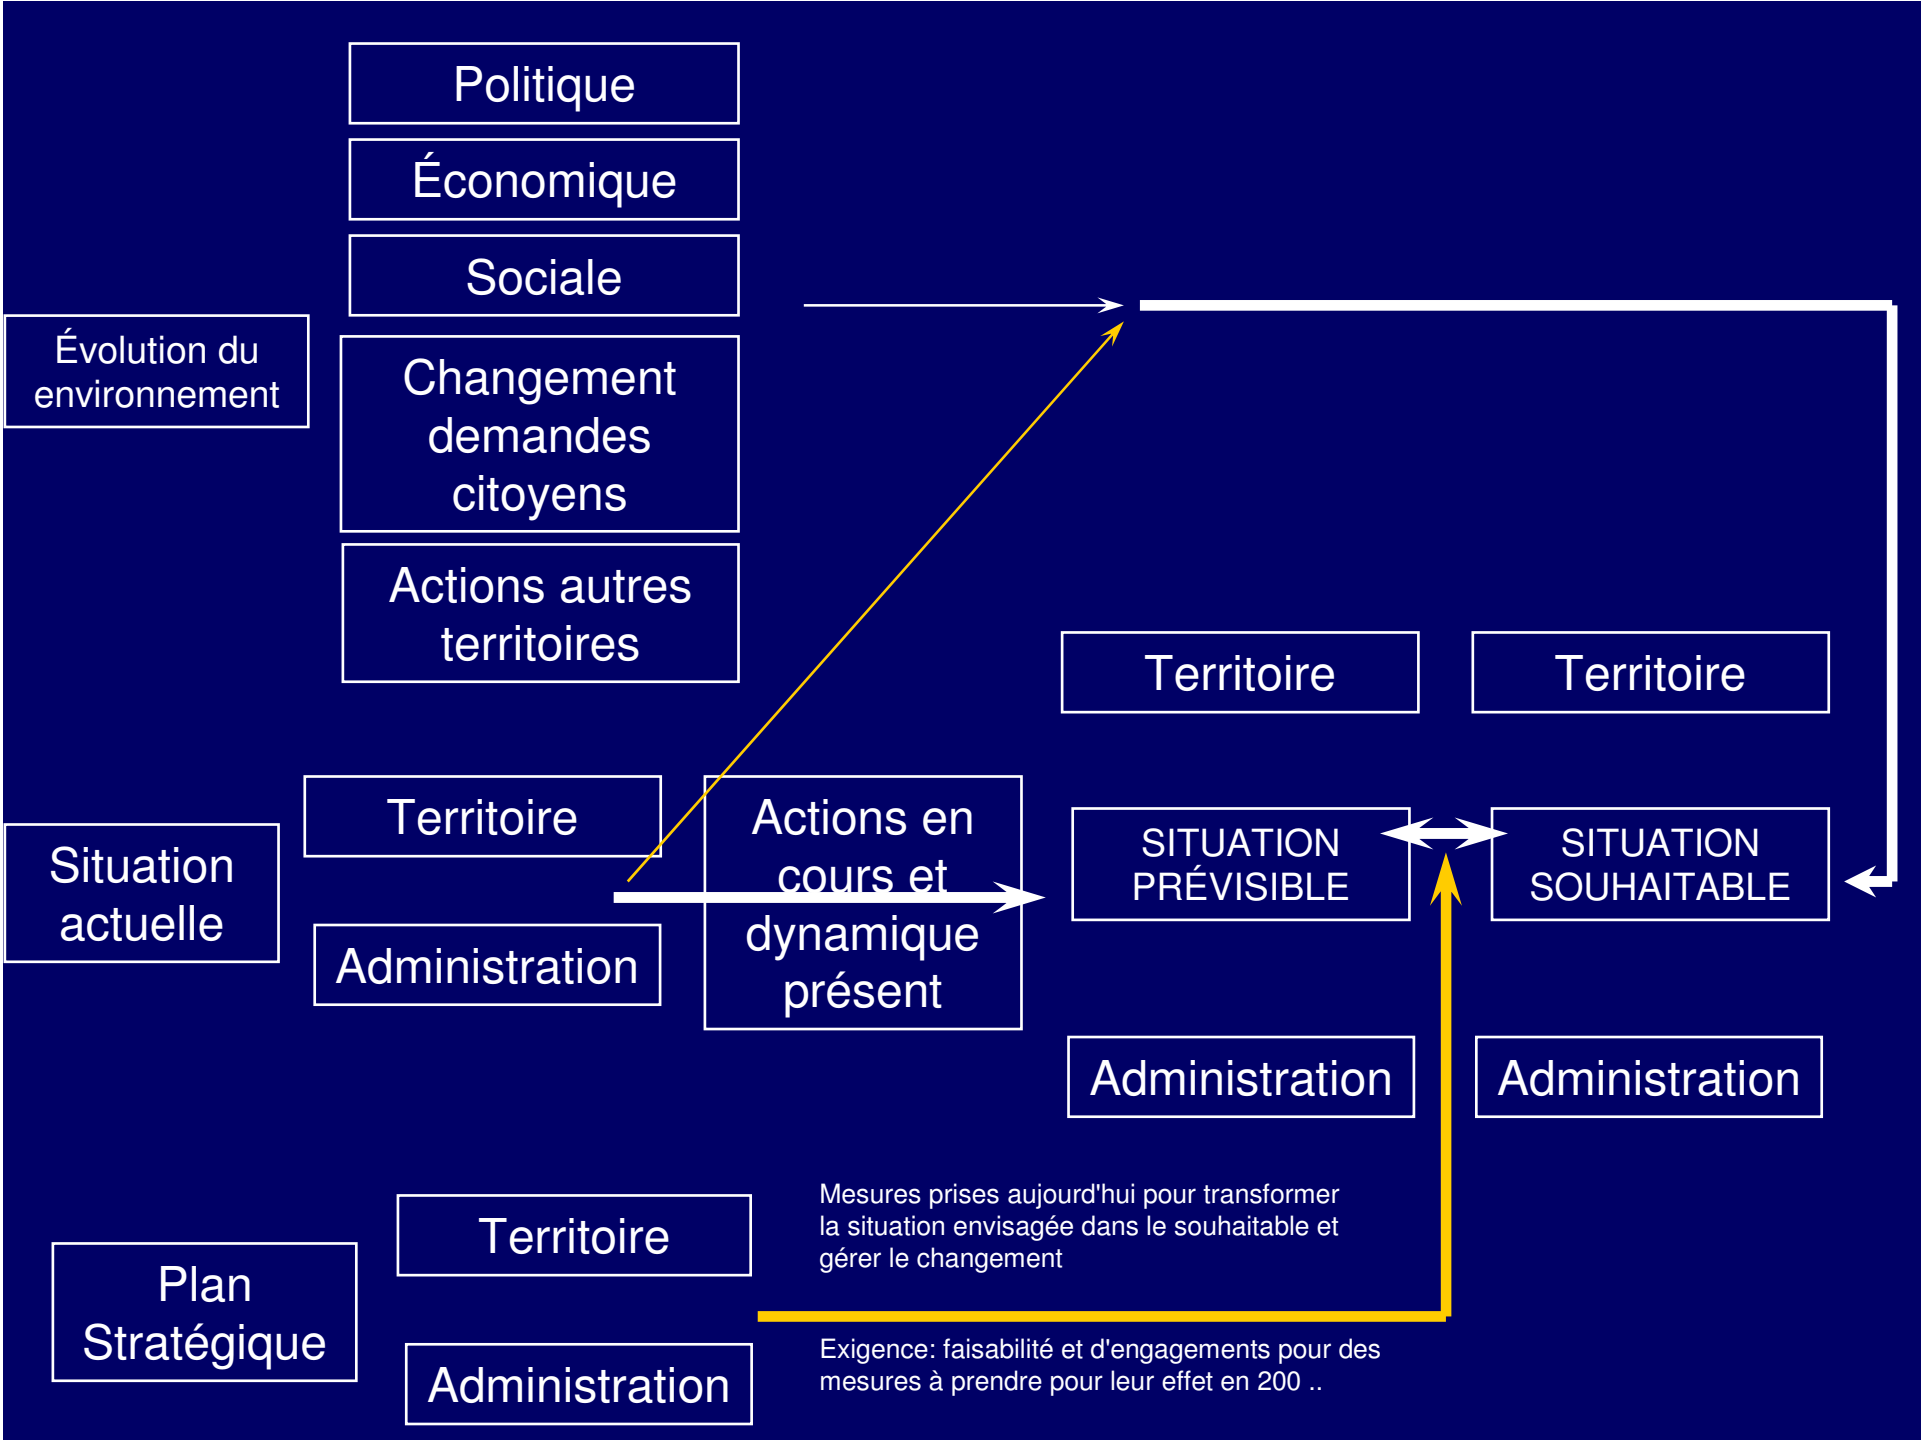 Politique
Économique
Sociale
Évolution du
environnement
Changement
demandes
citoyens
Actions autres
territoires
Territoire
Territoire
Situation
actuelle
Territoire
Administration
Actions en
cours et
dynamique
présent
SITUATION
PRÉVISIBLE
SITUATION
SOUHAITABLE
Administration
Administration
Plan
Stratégique
Territoire
Administration
Mesures prises aujourd'hui pour transformer
la situation envisagée dans le souhaitable et
gérer le changement
Exigence: faisabilité et d'engagements pour des
mesures à prendre pour leur effet en 200 ..